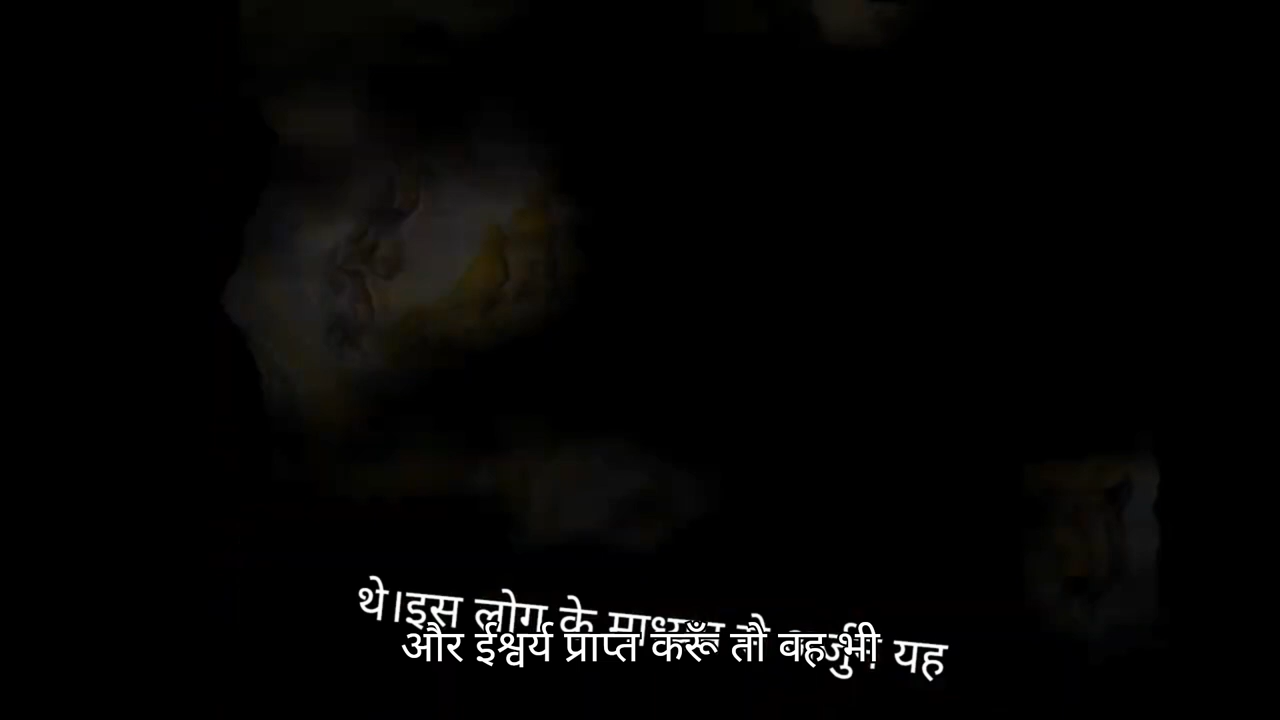 थे।इस लोग के यह
और ईश्वर्य प्राप्त करूँ तो वह भी